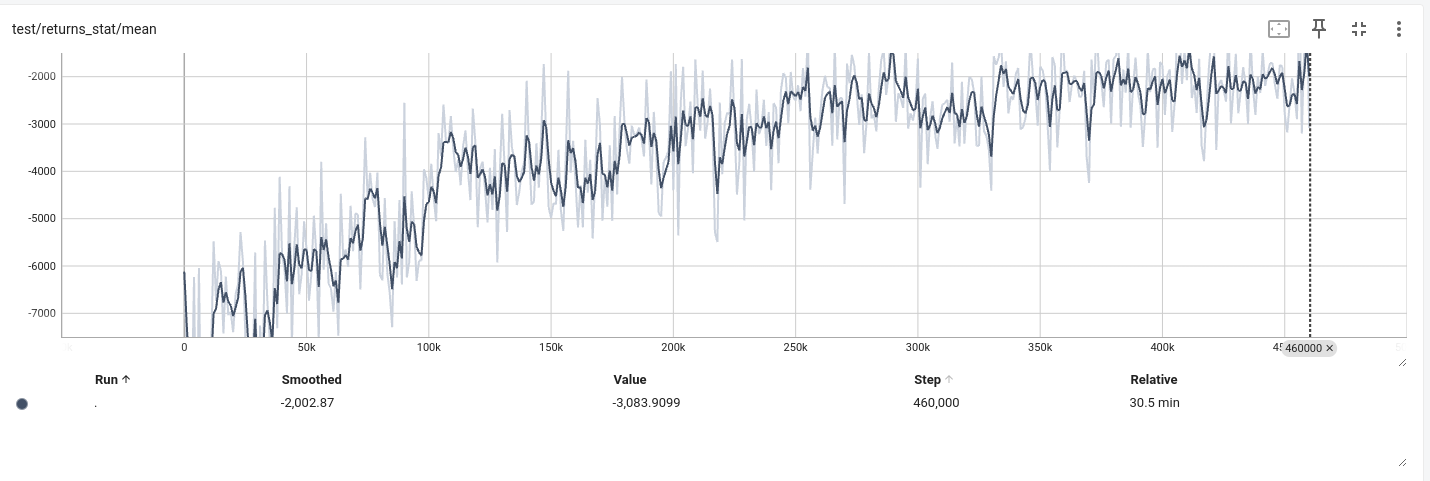 test/returns_stat/mean
-2000
-3000
-4000
-5000
-6000
-7000
0 50k 100k 150k 200k 250k 300k 350k 400k 460000 ✕
Run ↑ Smoothed Value Step ↑ Relative
. -2,002.87 -3,083.9099 460,000 30.5 min